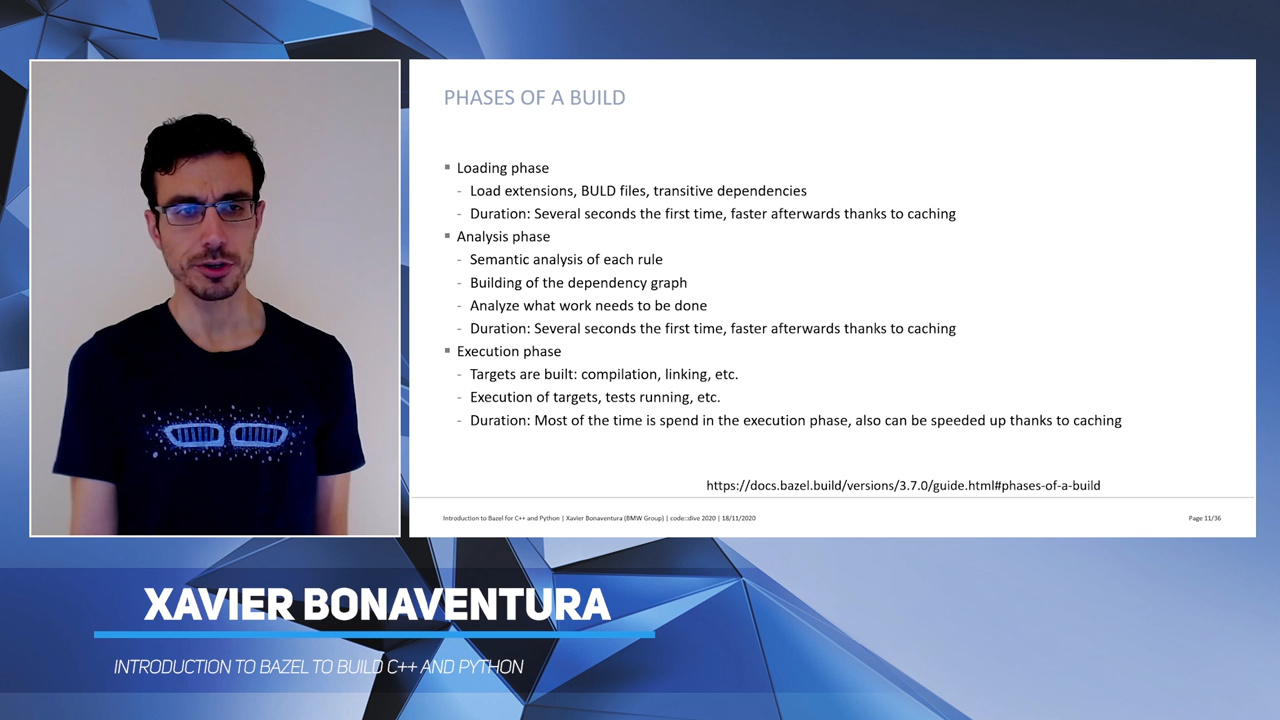 PHASES OF A BUILD
Loading phase
- Load extensions, BULD files, transitive dependencies
- Duration: Several seconds the first time, faster afterwards thanks to caching
Analysis phase
- Semantic analysis of each rule
- Building of the dependency graph
- Analyze what work needs to be done
- Duration: Several seconds the first time, faster afterwards thanks to caching
Execution phase
- Targets are built: compilation, linking, etc.
- Execution of targets, tests running, etc.
- Duration: Most of the time is spend in the execution phase, also can be speeded up thanks to caching
https://docs.bazel.build/versions/3.7.0/guide.html#phases-of-a-build
Introduction to Bazel for C++ and Python | Xavier Bonaventura (BMW Group) | code::dive 2020 | 18/11/2020
Page 11/36
XAVIER BONAVENTURA
INTRODUCTION TO BAZEL TO BUILD C++ AND PYTHON